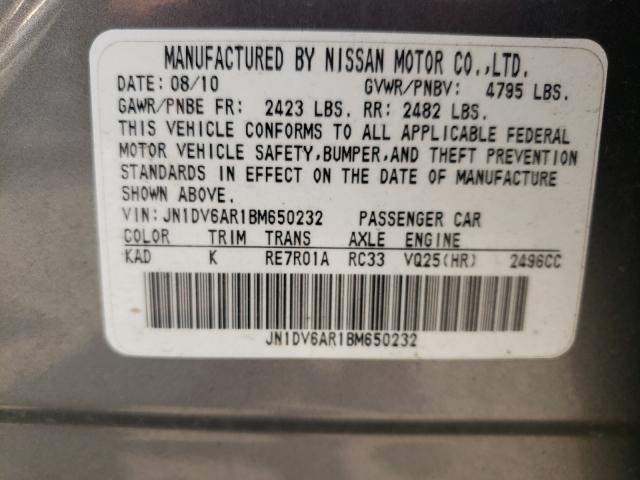 MANUFACTURED BY NISSAN MOTOR CO.,LTD.
DATE: 08/10 GVWR/PNBV: 4795 LBS.
GAWR/PNBE FR: 2423 LBS. RR: 2482 LBS.
THIS VEHICLE CONFORMS TO ALL APPLICABLE FEDERAL
MOTOR VEHICLE SAFETY,BUMPER,AND THEFT PREVENTION
STANDARDS IN EFFECT ON THE DATE OF MANUFACTURE
SHOWN ABOVE.
VIN: JN1DV6AR1BM650232 PASSENGER CAR
COLOR TRIM TRANS AXLE ENGINE
KAD K RE7R01A RC33 VQ25(HR) 2496CC
JN1DV6AR1BM650232